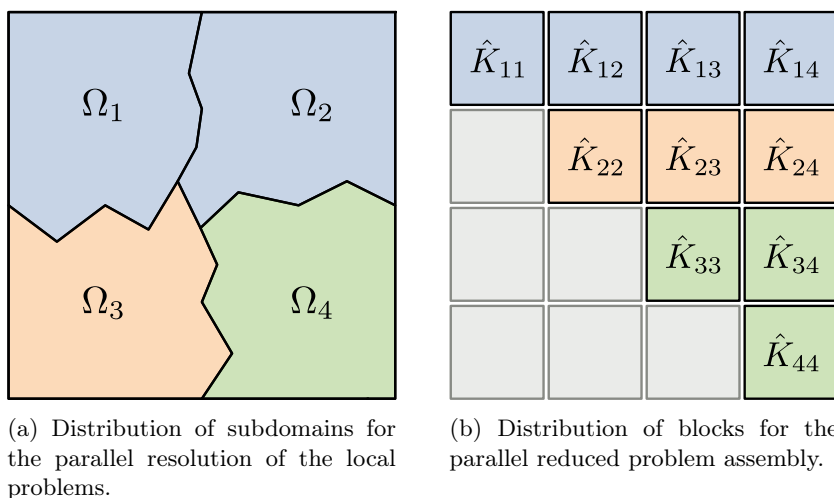 Ω₁ Ω₂
Ω₃ Ω₄
K̂₁₁ K̂₁₂ K̂₁₃ K̂₁₄
K̂₂₂ K̂₂₃ K̂₂₄
K̂₃₃ K̂₃₄
K̂₄₄
(a) Distribution of subdomains for
the parallel resolution of the local
problems.
(b) Distribution of blocks for the
parallel reduced problem assembly.